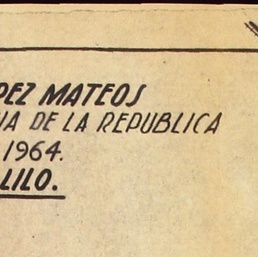 PEZ MATEOS
IA DE LA REPUBLICA
1964.
LILO.